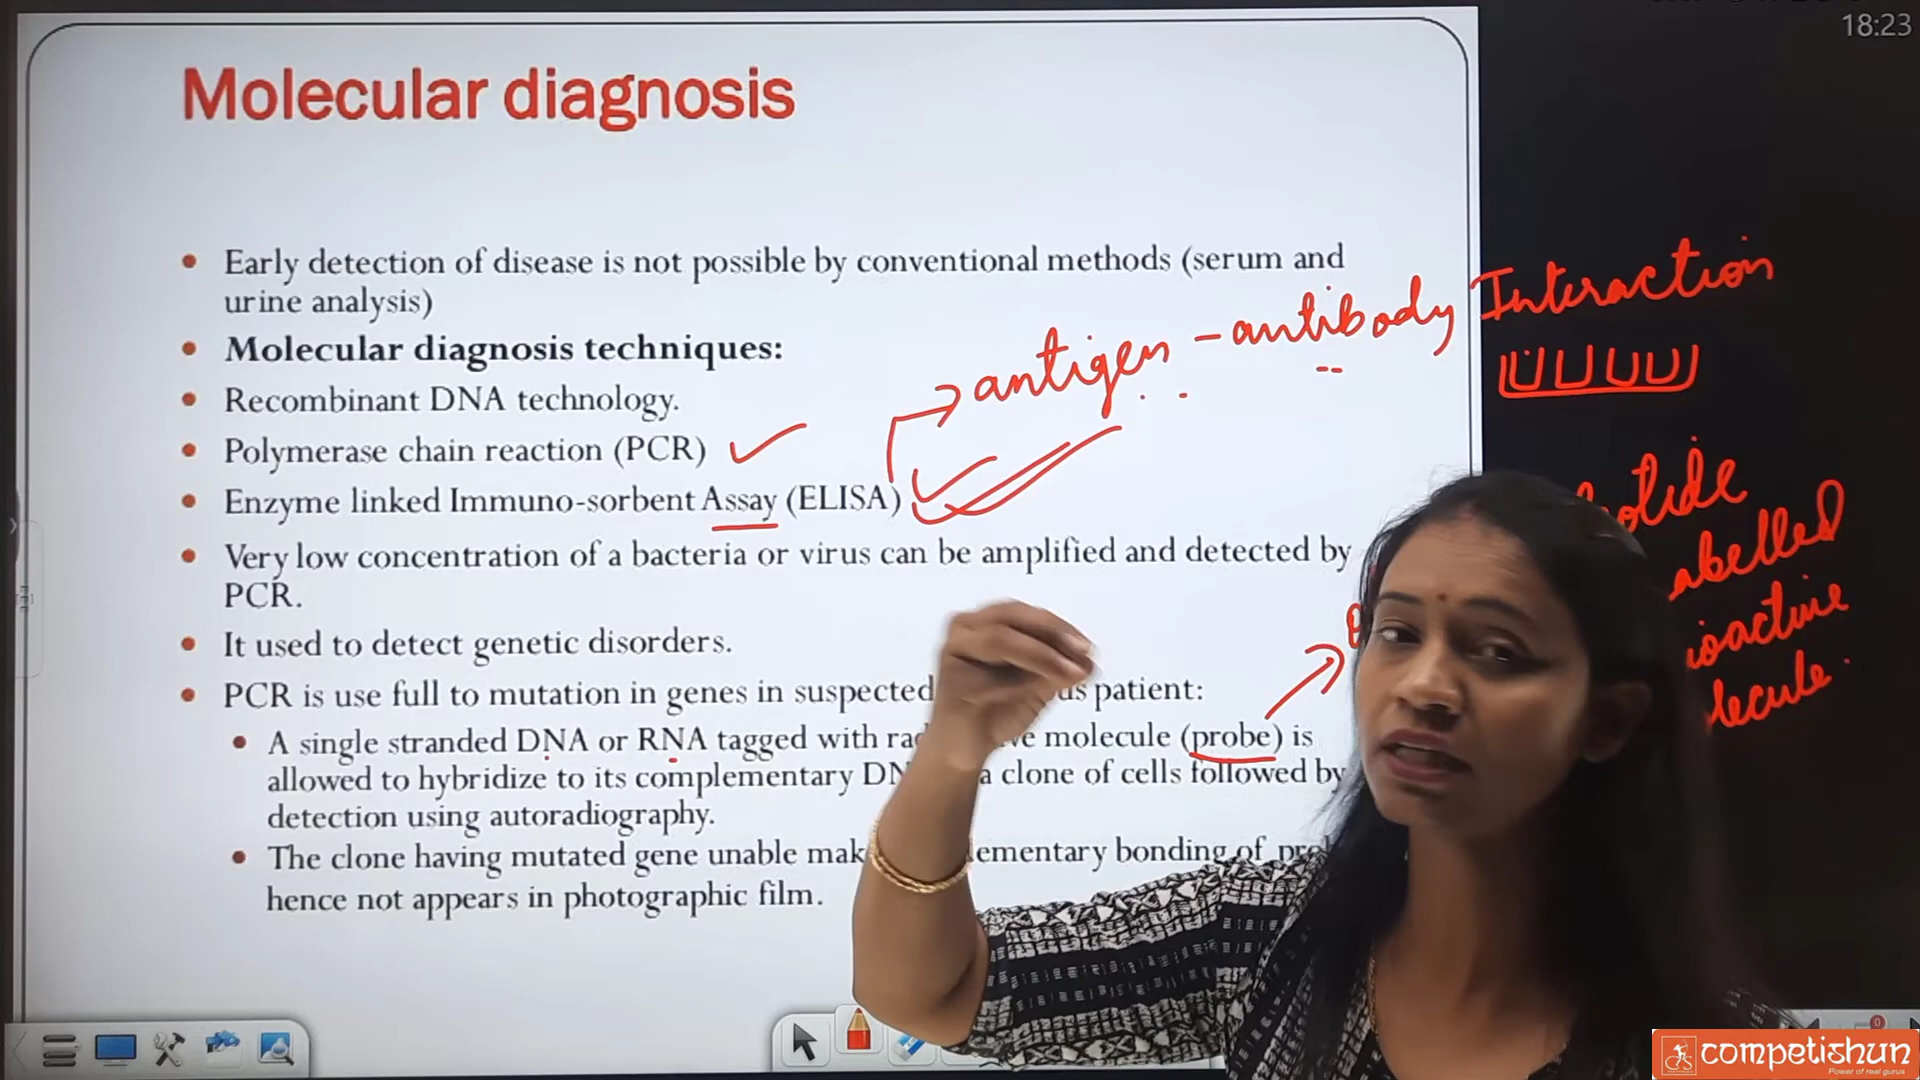 18:23
Molecular diagnosis
Early detection of disease is not possible by conventional methods (serum and
urine analysis)
Molecular diagnosis techniques:
Recombinant DNA technology.
Polymerase chain reaction (PCR)
Enzyme linked Immuno-sorbent Assay (ELISA)
antigen - antibody Interaction
Very low concentration of a bacteria or virus can be amplified and detected by
PCR.
It used to detect genetic disorders.
PCR is use full to mutation in genes in suspected patient:
A single stranded DNA or RNA tagged with molecule (probe) is
allowed to hybridize to its complementary a clone of cells followed by
detection using autoradiography.
The clone having mutated gene unable bonding of
hence not appears in photographic film.
competishun
Power of real gurus